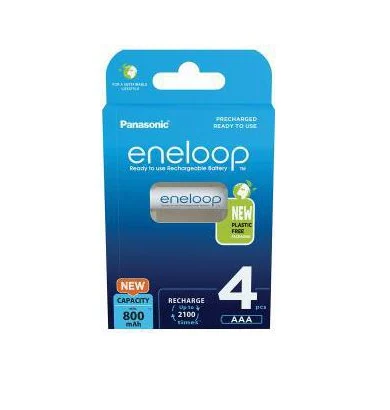 FOR A SUSTAINABLE
LIFESTYLE
Panasonic
PRECHARGED
READY TO USE
eneloop™
Ready to use Rechargeable Battery
eneloop
NEW
PLASTIC
FREE
NEW
CAPACITY
800
mAh
RECHARGE
Up to
2100
times
4
pcs
AAA